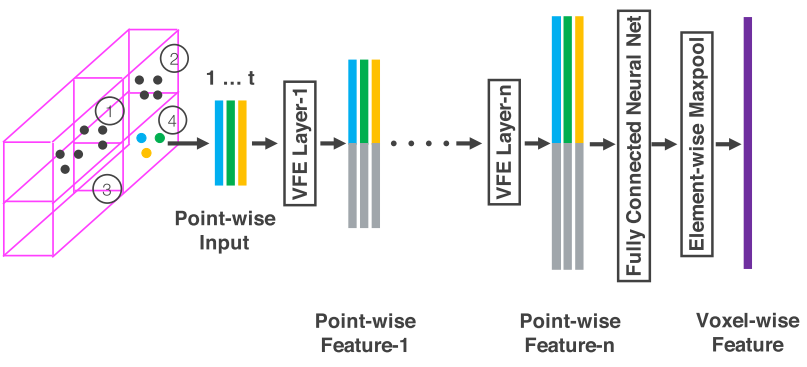 ②
1 ... t
①
④
③
VFE Layer-1
VFE Layer-n
Fully Connected Neural Net
Element-wise Maxpool
Point-wise
Input
Point-wise
Feature-1
Point-wise
Feature-n
Voxel-wise
Feature